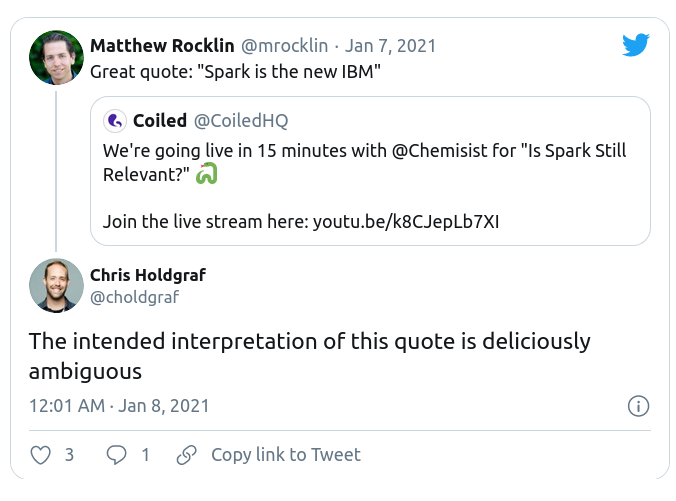 Matthew Rocklin @mrocklin · Jan 7, 2021
Great quote: "Spark is the new IBM"
Coiled @CoiledHQ
We're going live in 15 minutes with @Chemisist for "Is Spark Still
Relevant?"
Join the live stream here: youtu.be/k8CJepLb7XI
Chris Holdgraf
@choldgraf
The intended interpretation of this quote is deliciously
ambiguous
12:01 AM · Jan 8, 2021
3 1 Copy link to Tweet